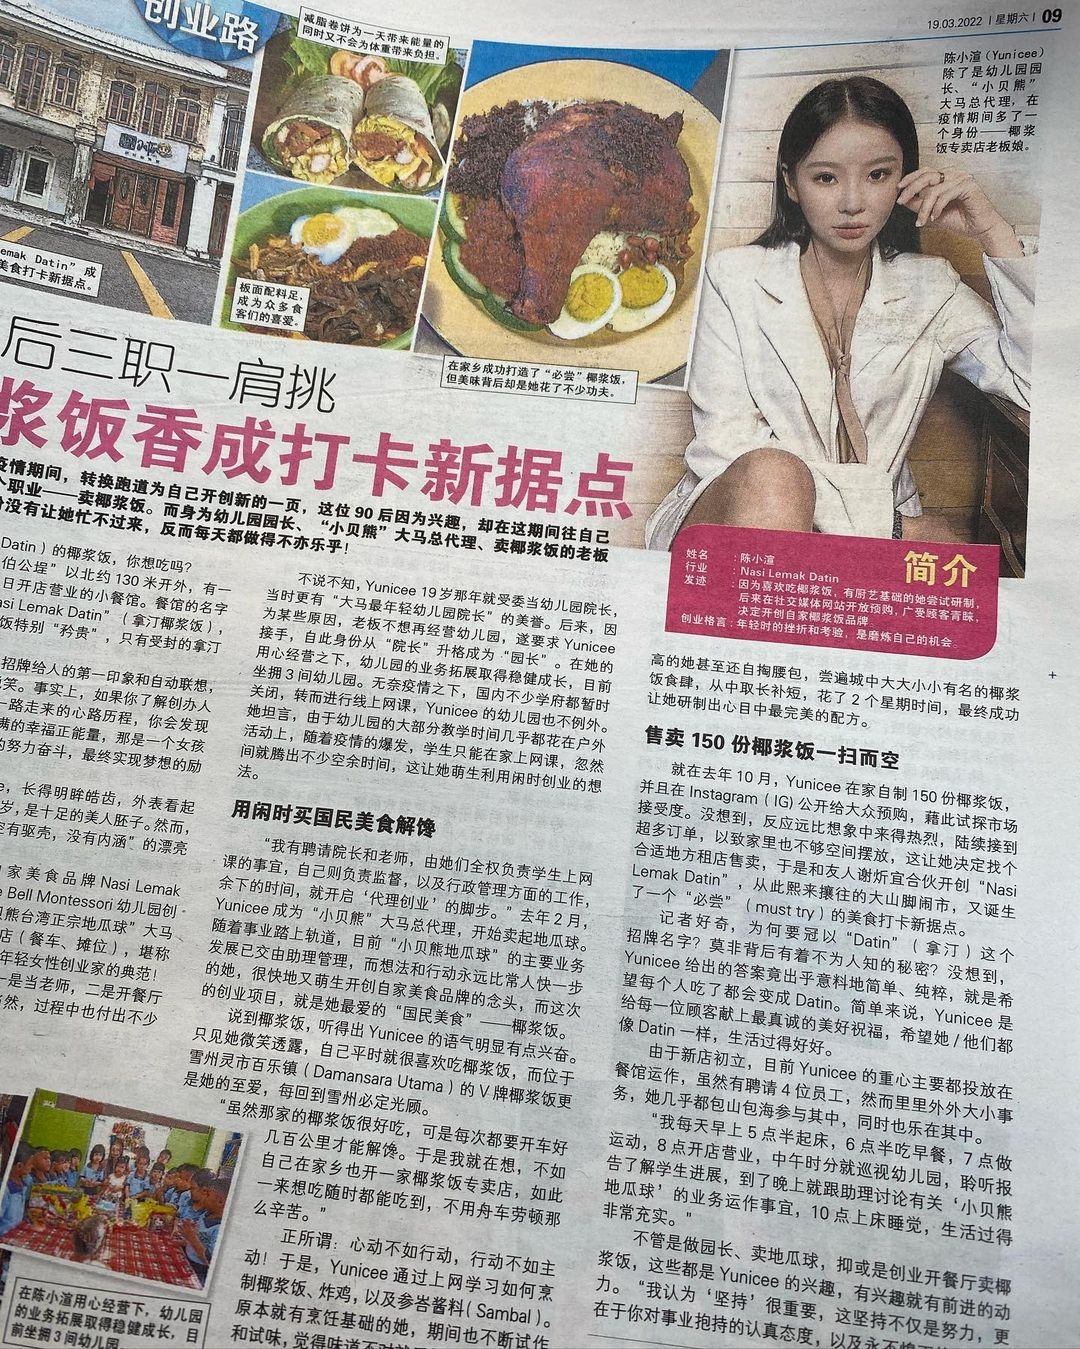 创业路
减脂卷饼为一天带来能量的
同时又不会为体重带来负担。
19.03.2022 | 星期六 | 09
陈小渲（Yunicee）
除了是幼儿园园
长、“小贝熊”
大马总代理，在
疫情期间多了一
个身份——椰浆
饭专卖店老板娘。
emak Datin” 成
美食打卡新据点。
板面配料足，
成为众多食
客们的喜爱。
在家乡成功打造了“必尝”椰浆饭，
但美味背后却是她花了不少功夫。
后三职一肩挑
浆饭香成打卡新据点
疫情期间，转换跑道为自己开创新的一页，这位 90 后因为兴趣，却在这期间往自己
职业——卖椰浆饭。而身为幼儿园园长、“小贝熊”大马总代理、卖椰浆饭的老板
没有让她忙不过来，反而每天都做得不亦乐乎！
简介
姓名 ：陈小渲
行业 ：Nasi Lemak Datin
发迹 ：因为喜欢吃椰浆饭，有厨艺基础的她尝试研制，
后来在社交媒体网站开放预购，广受顾客青睐，
决定开创自家椰浆饭品牌。
创业格言：年轻时的挫折和考验，是磨炼自己的机会。
Datin）的椰浆饭，你想吃吗？
伯公埕”以北约 130 米开外，有一
日开店营业的小餐馆。餐馆的名字
asi Lemak Datin”（拿汀椰浆饭），
饭特别“矜贵”，只有受封的拿汀
招牌给人的第一印象和自动联想，
笑。事实上，如果你了解创办人
一路走来的心路历程，你会发现
满的幸福正能量，那是一个女孩
的努力奋斗，最终实现梦想的励
e，长得明眸皓齿，外表看起
岁，是十足的美人胚子。然而，
空有驱壳，没有内涵”的漂亮
家美食品牌 Nasi Lemak
e Bell Montessori 幼儿园创
贝熊台湾正宗地瓜球”大马
店（餐车、摊位），堪称
年轻女性创业家的典范！
一是当老师，二是开餐厅
当然，过程中也付出不少
在陈小渲用心经营下，幼儿园
的业务拓展取得稳健成长，目
前坐拥 3 间幼儿园。
不说不知，Yunicee 19 岁那年就受委当幼儿园院长，
当时更有“大马最年轻幼儿园院长”的美誉。后来，因
为某些原因，老板不想再经营幼儿园，遂要求 Yunicee
接手，自此身份从“院长”升格成为“园长”。在她的
用心经营之下，幼儿园的业务拓展取得稳健成长，目前
坐拥 3 间幼儿园。无奈疫情之下，国内不少学府都暂时
关闭，转而进行线上网课，Yunicee 的幼儿园也不例外。
她坦言，由于幼儿园的大部分教学时间几乎都花在户外
活动上，随着疫情的爆发，学生只能在家上网课，忽然
间就腾出不少空余时间，这让她萌生利用闲时创业的想
法。
用闲时买国民美食解馋
“我有聘请院长和老师，由她们全权负责学生上网
课的事宜，自己则负责监督，以及行政管理方面的工作，
余下的时间，就开启‘代理创业’的脚步。”去年 2 月，
Yunicee 成为“小贝熊”大马总代理，开始卖起地瓜球。
随着事业踏上轨道，目前“小贝熊地瓜球”的主要业务
发展已交由助理管理，而想法和行动永远比常人快一步
的她，很快地又萌生开创自家美食品牌的念头，而这次
的创业项目，就是她最爱的“国民美食”——椰浆饭。
说到椰浆饭，听得出 Yunicee 的语气明显有点兴奋。
只见她微笑透露，自己平时就很喜欢吃椰浆饭，而位于
雪州灵市百乐镇（Damansara Utama）的 V 牌椰浆饭更
是她的至爱，每回到雪州必定光顾。
“虽然那家的椰浆饭很好吃，可是每次都要开车好
几百公里才能解馋。于是我就在想，不如
自己在家乡也开一家椰浆饭专卖店，如此
一来想吃随时都能吃到，不用舟车劳顿那
么辛苦。”
正所谓：心动不如行动，行动不如主
动！于是，Yunicee 通过上网学习如何烹
制椰浆饭、炸鸡，以及参峇酱料（Sambal）。
原本就有烹饪基础的她，期间也不断试作
和试味，觉得味道不对就
高的她甚至还自掏腰包，尝遍城中大大小小有名的椰浆
饭食肆，从中取长补短，花了 2 个星期时间，最终成功
让她研制出心目中最完美的配方。
售卖 150 份椰浆饭一扫而空
就在去年 10 月，Yunicee 在家自制 150 份椰浆饭，
并且在 Instagram（IG）公开给大众预购，藉此试探市场
接受度。没想到，反应远比想象中来得热烈，陆续接到
超多订单，以致家里也不够空间摆放，这让她决定找个
合适地方租店售卖，于是和友人谢炘宜合伙开创“Nasi
Lemak Datin”，从此熙来攘往的大山脚闹市，又诞生
了一个“必尝”（must try）的美食打卡新据点。
记者好奇，为何要冠以“Datin”（拿汀）这个
招牌名字？莫非背后有着不为人知的秘密？没想到，
Yunicee 给出的答案竟出乎意料地简单、纯粹，就是希
望每个人吃了都会变成 Datin。简单来说，Yunicee 是
给每一位顾客献上最真诚的美好祝福，希望她 / 他们都
像 Datin 一样，生活过得好好。
由于新店初立，目前 Yunicee 的重心主要都投放在
餐馆运作，虽然有聘请 4 位员工，然而里里外外大小事
务，她几乎都包山包海参与其中，同时也乐在其中。
“我每天早上 5 点半起床，6 点半吃早餐，7 点做
运动，8 点开店营业，中午时分就巡视幼儿园，聆听报
告了解学生进展，到了晚上就跟助理讨论有关‘小贝熊
地瓜球’的业务运作事宜，10 点上床睡觉，生活过得
非常充实。”
不管是做园长、卖地瓜球，抑或是创业开餐厅卖椰
浆饭，这些都是 Yunicee 的兴趣，有兴趣就有前进的动
力。“我认为‘坚持’很重要，这坚持不仅是努力，更
在于你对事业抱持的认真态度，以及永不